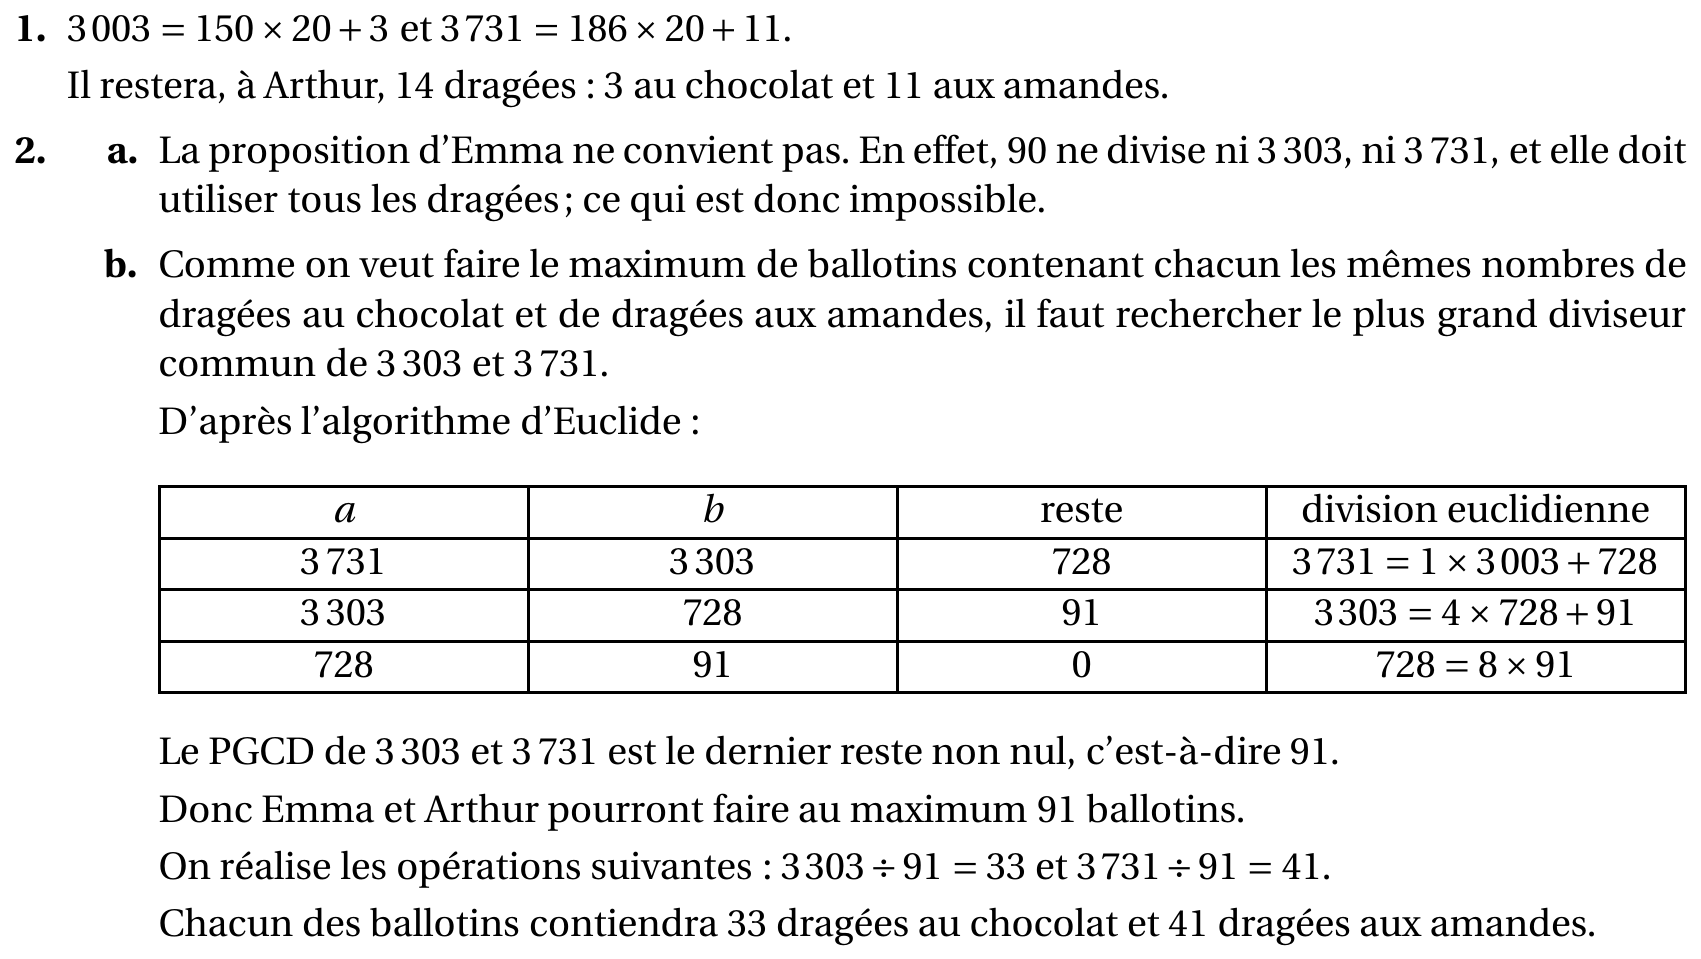 1. 3 003 = 150 × 20 + 3 et 3 731 = 186 × 20 + 11.
Il restera, à Arthur, 14 dragées : 3 au chocolat et 11 aux amandes.
2. a. La proposition d’Emma ne convient pas. En effet, 90 ne divise ni 3 303, ni 3 731, et elle doit
utiliser tous les dragées ; ce qui est donc impossible.
b. Comme on veut faire le maximum de ballotins contenant chacun les mêmes nombres de
dragées au chocolat et de dragées aux amandes, il faut rechercher le plus grand diviseur
commun de 3 303 et 3 731.
D’après l’algorithme d’Euclide :
a b reste division euclidienne
3 731 3 303 728 3 731 = 1 × 3 003 + 728
3 303 728 91 3 303 = 4 × 728 + 91
728 91 0 728 = 8 × 91
Le PGCD de 3 303 et 3 731 est le dernier reste non nul, c’est-à-dire 91.
Donc Emma et Arthur pourront faire au maximum 91 ballotins.
On réalise les opérations suivantes : 3 303 ÷ 91 = 33 et 3 731 ÷ 91 = 41.
Chacun des ballotins contiendra 33 dragées au chocolat et 41 dragées aux amandes.